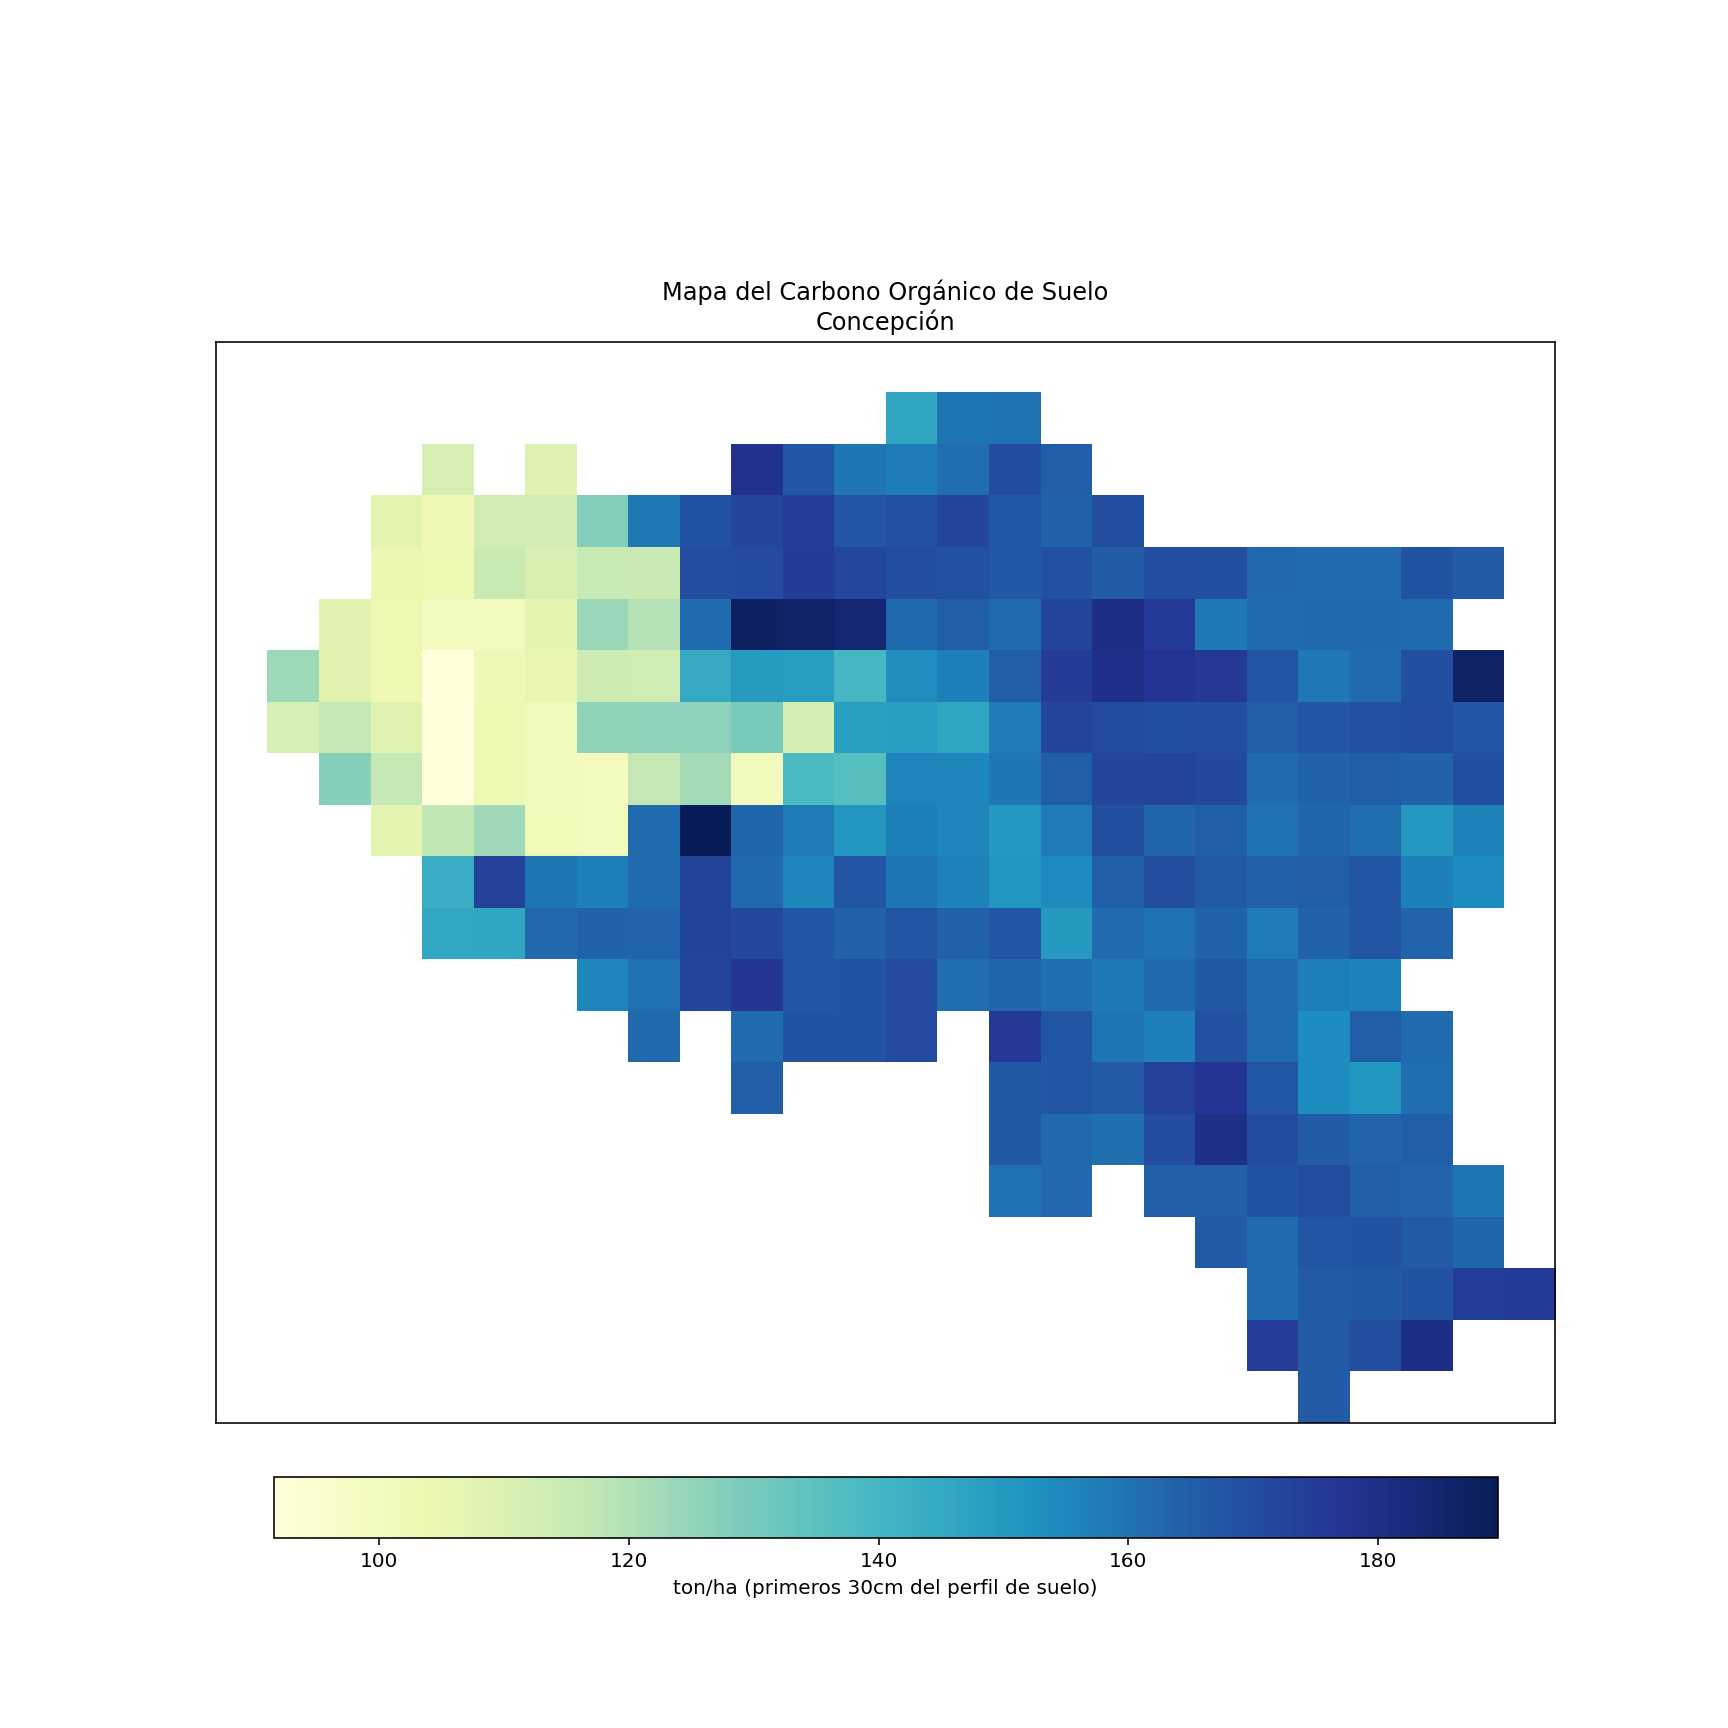 Mapa del Carbono Orgánico de Suelo
Concepción
100 120 140 160 180
ton/ha (primeros 30cm del perfil de suelo)